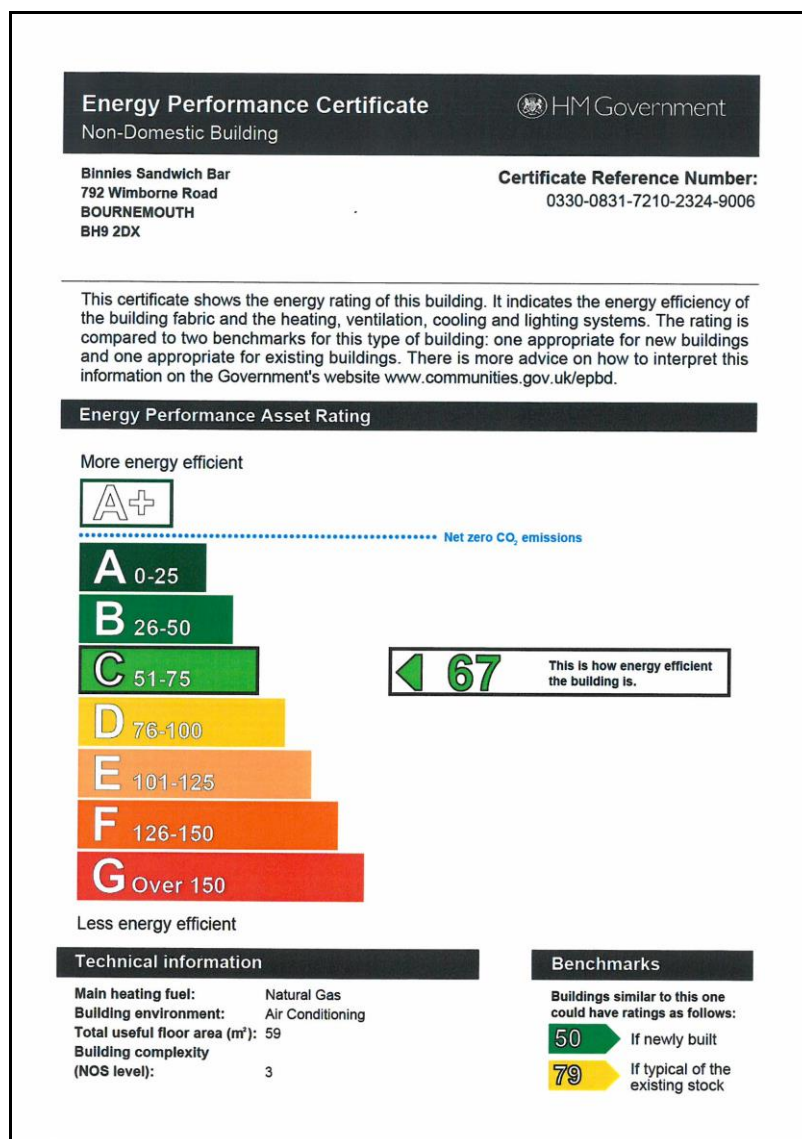 Energy Performance Certificate
HM Government
Non-Domestic Building
Binnies Sandwich Bar
792 Wimborne Road
BOURNEMOUTH
BH9 2DX
Certificate Reference Number:
0330-0831-7210-2324-9006
This certificate shows the energy rating of this building. It indicates the energy efficiency of
the building fabric and the heating, ventilation, cooling and lighting systems. The rating is
compared to two benchmarks for this type of building: one appropriate for new buildings
and one appropriate for existing buildings. There is more advice on how to interpret this
information on the Government's website www.communities.gov.uk/epbd.
Energy Performance Asset Rating
More energy efficient
A+
Net zero CO₂ emissions
A 0-25
B 26-50
C 51-75
67
This is how energy efficient
the building is.
D 76-100
E 101-125
F 126-150
G Over 150
Less energy efficient
Technical information
Main heating fuel: Natural Gas
Building environment: Air Conditioning
Total useful floor area (m²): 59
Building complexity
(NOS level): 3
Benchmarks
Buildings similar to this one
could have ratings as follows:
50 If newly built
79 If typical of the
existing stock